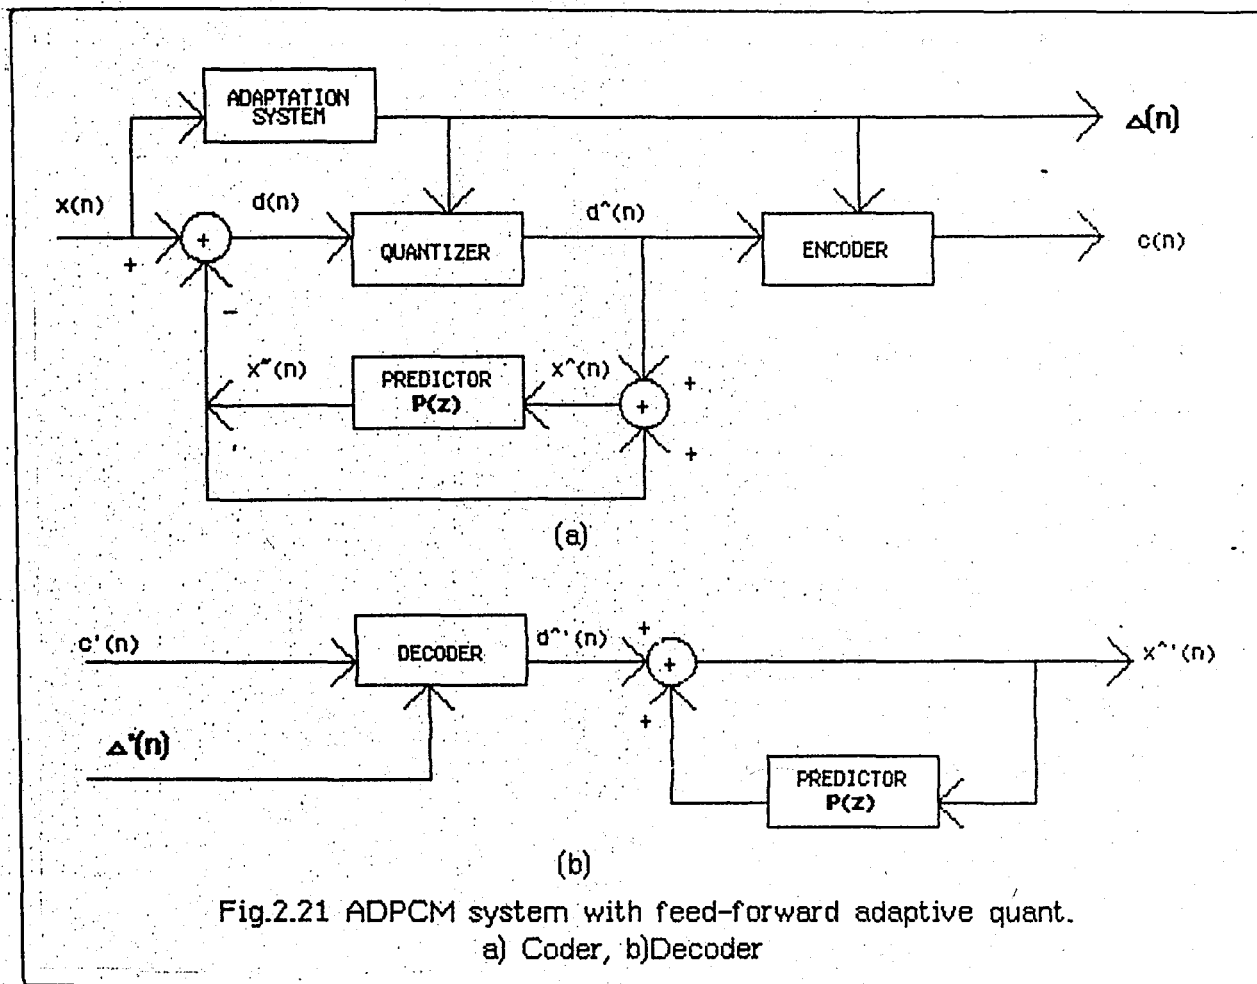 ADAPTATION
SYSTEM
Δ(n)
x(n)
d(n)
d^(n)
+
+
QUANTIZER
ENCODER
c(n)
−
x~(n)
PREDICTOR
P(z)
x^(n)
+
+
+
(a)
c'(n)
DECODER
d^'(n)
+
+
x^'(n)
Δ'(n)
+
PREDICTOR
P(z)
(b)
Fig.2.21 ADPCM system with feed-forward adaptive quant.
a) Coder, b)Decoder